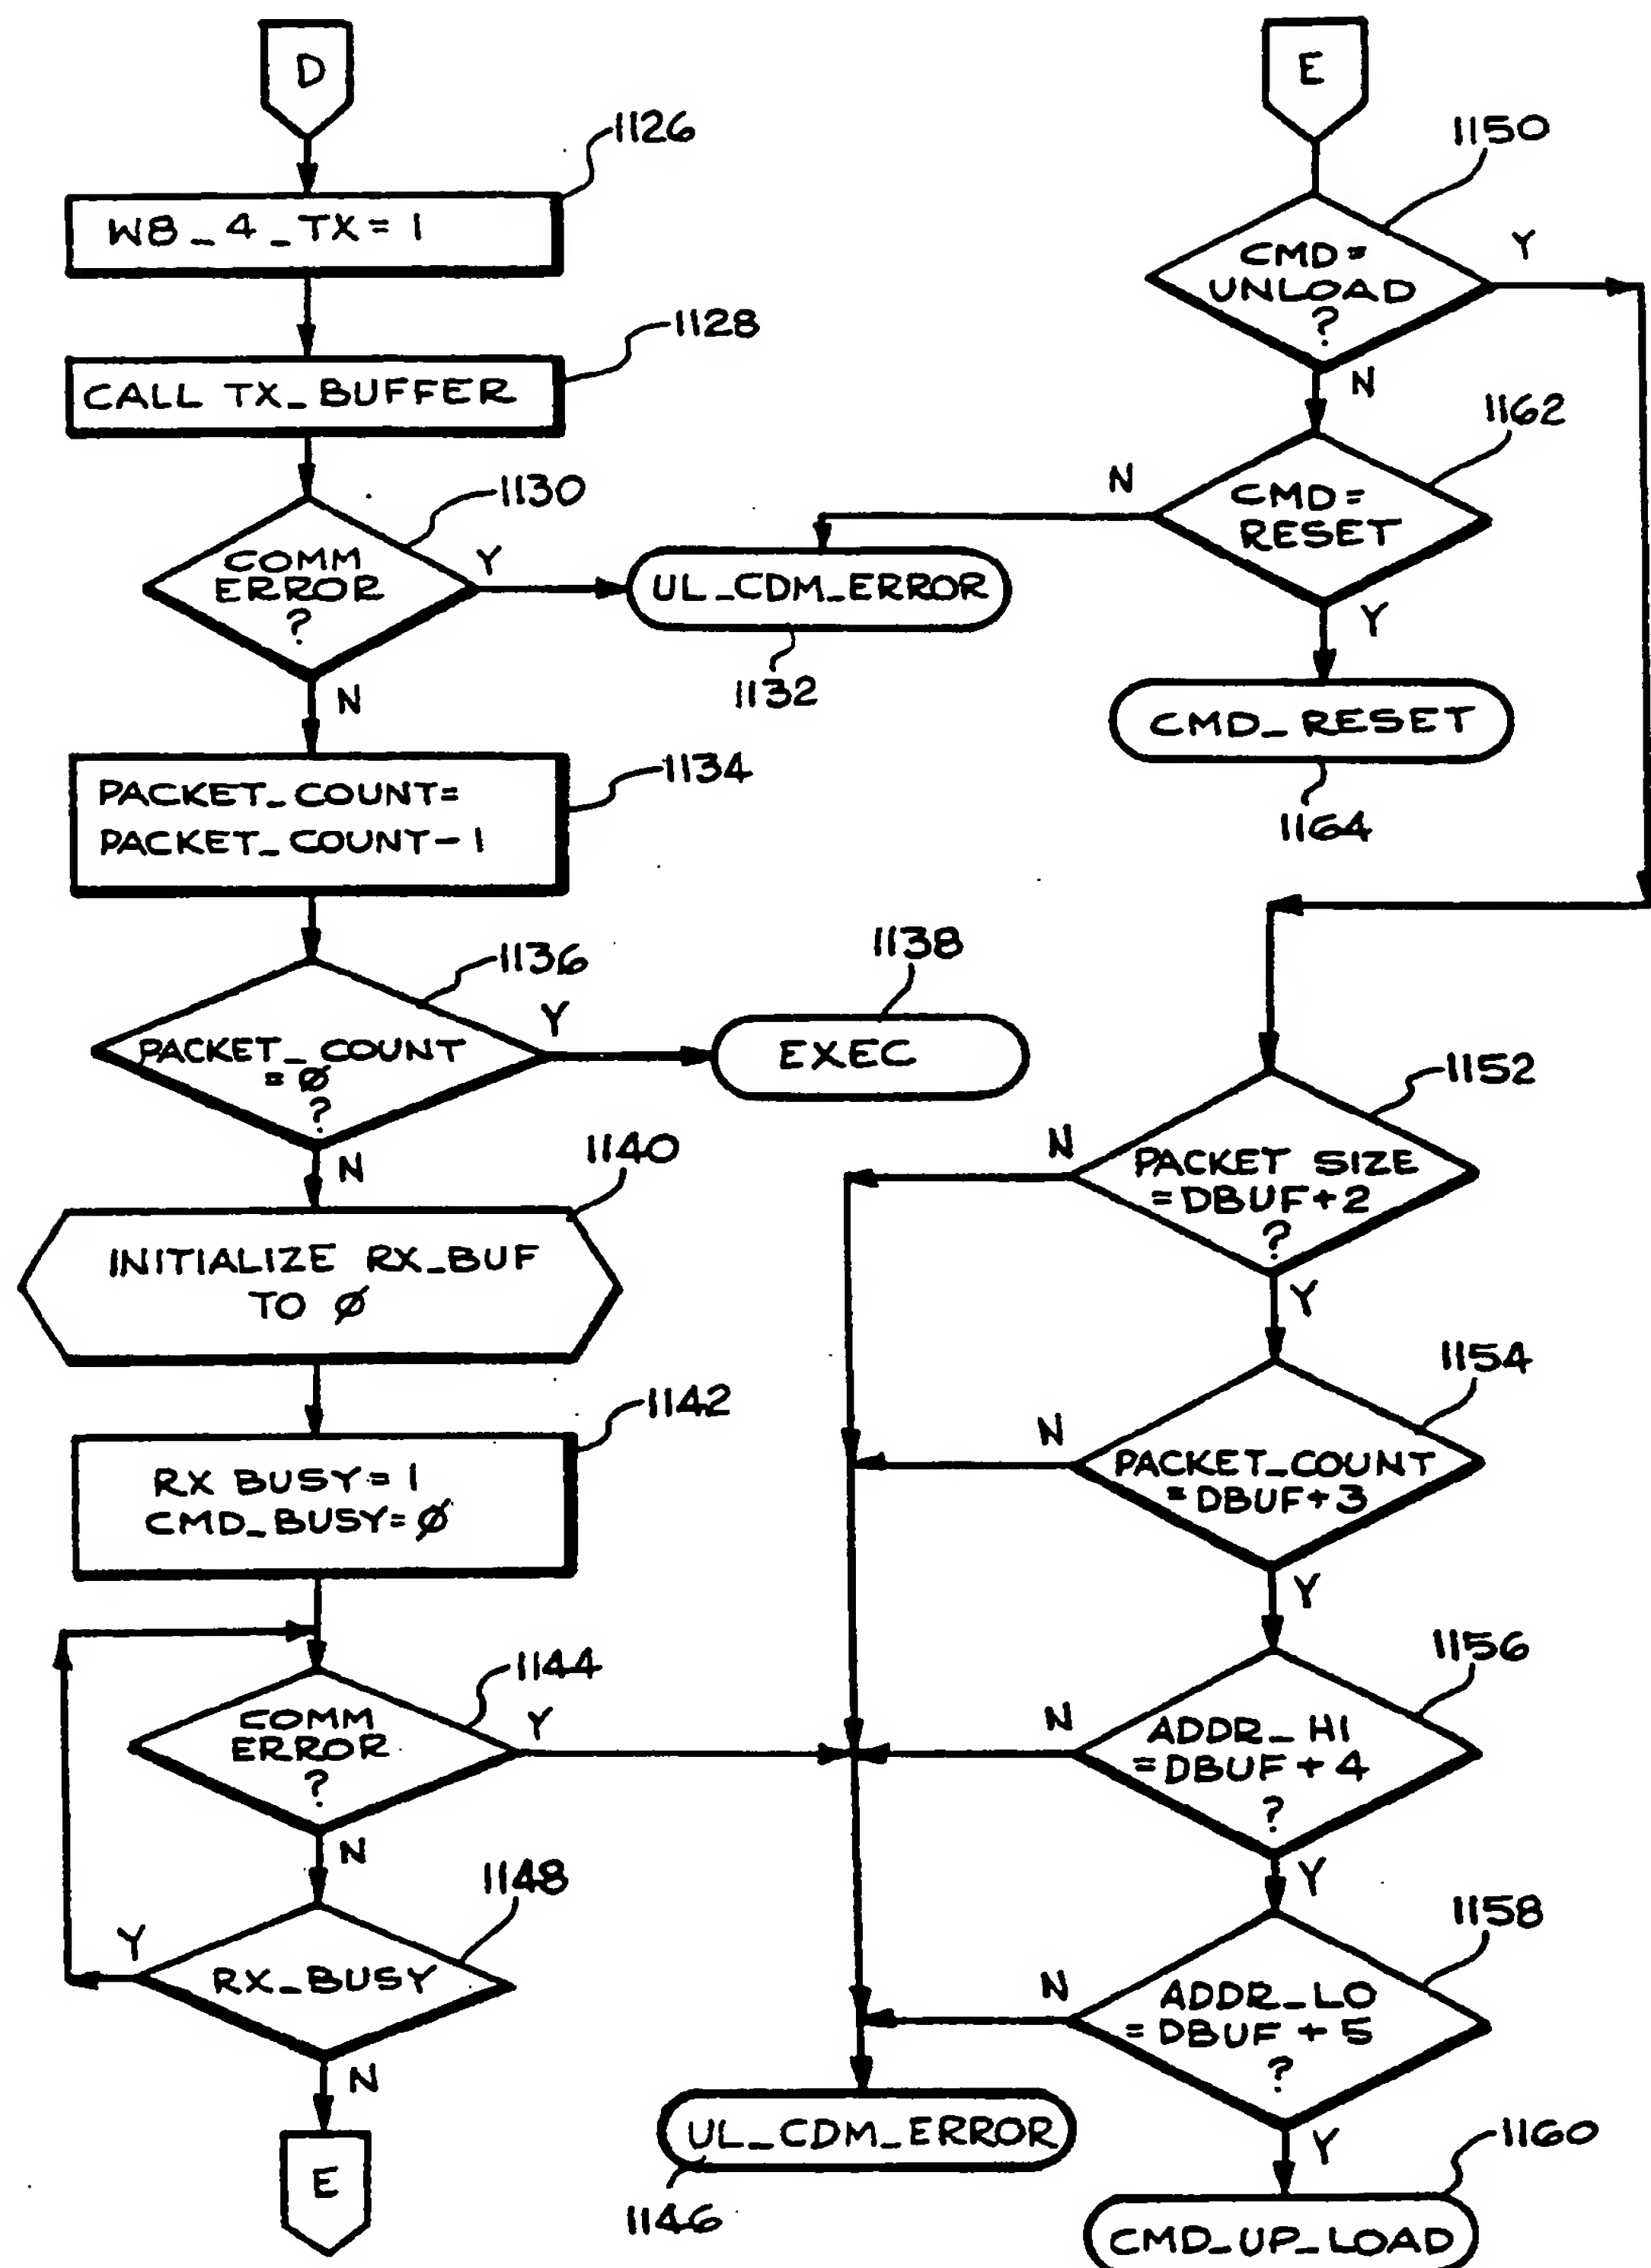 D
1126
W8_4_TX=1
1128
CALL TX_BUFFER
1130
COMM
ERROR
?
Y
N
UL_CDM_ERROR
1132
1134
PACKET_COUNT=
PACKET_COUNT-1
1136
PACKET_COUNT
=Ø
?
Y
N
1138
EXEC
1140
INITIALIZE RX_BUF
TO Ø
1142
RX BUSY=1
CMD_BUSY=Ø
1144
COMM
ERROR
?
Y
N
1148
RX_BUSY
Y
N
E
E
1150
CMD=
UNLOAD
?
Y
N
1162
CMD=
RESET
N
Y
CMD_RESET
1164
1152
PACKET SIZE
=DBUF+2
?
N
Y
1154
PACKET_COUNT
=DBUF+3
N
Y
1156
ADDR_HI
=DBUF+4
?
N
Y
1158
ADDR_LO
=DBUF+5
?
N
Y
UL_CDM_ERROR
1146
1160
CMD_UP_LOAD